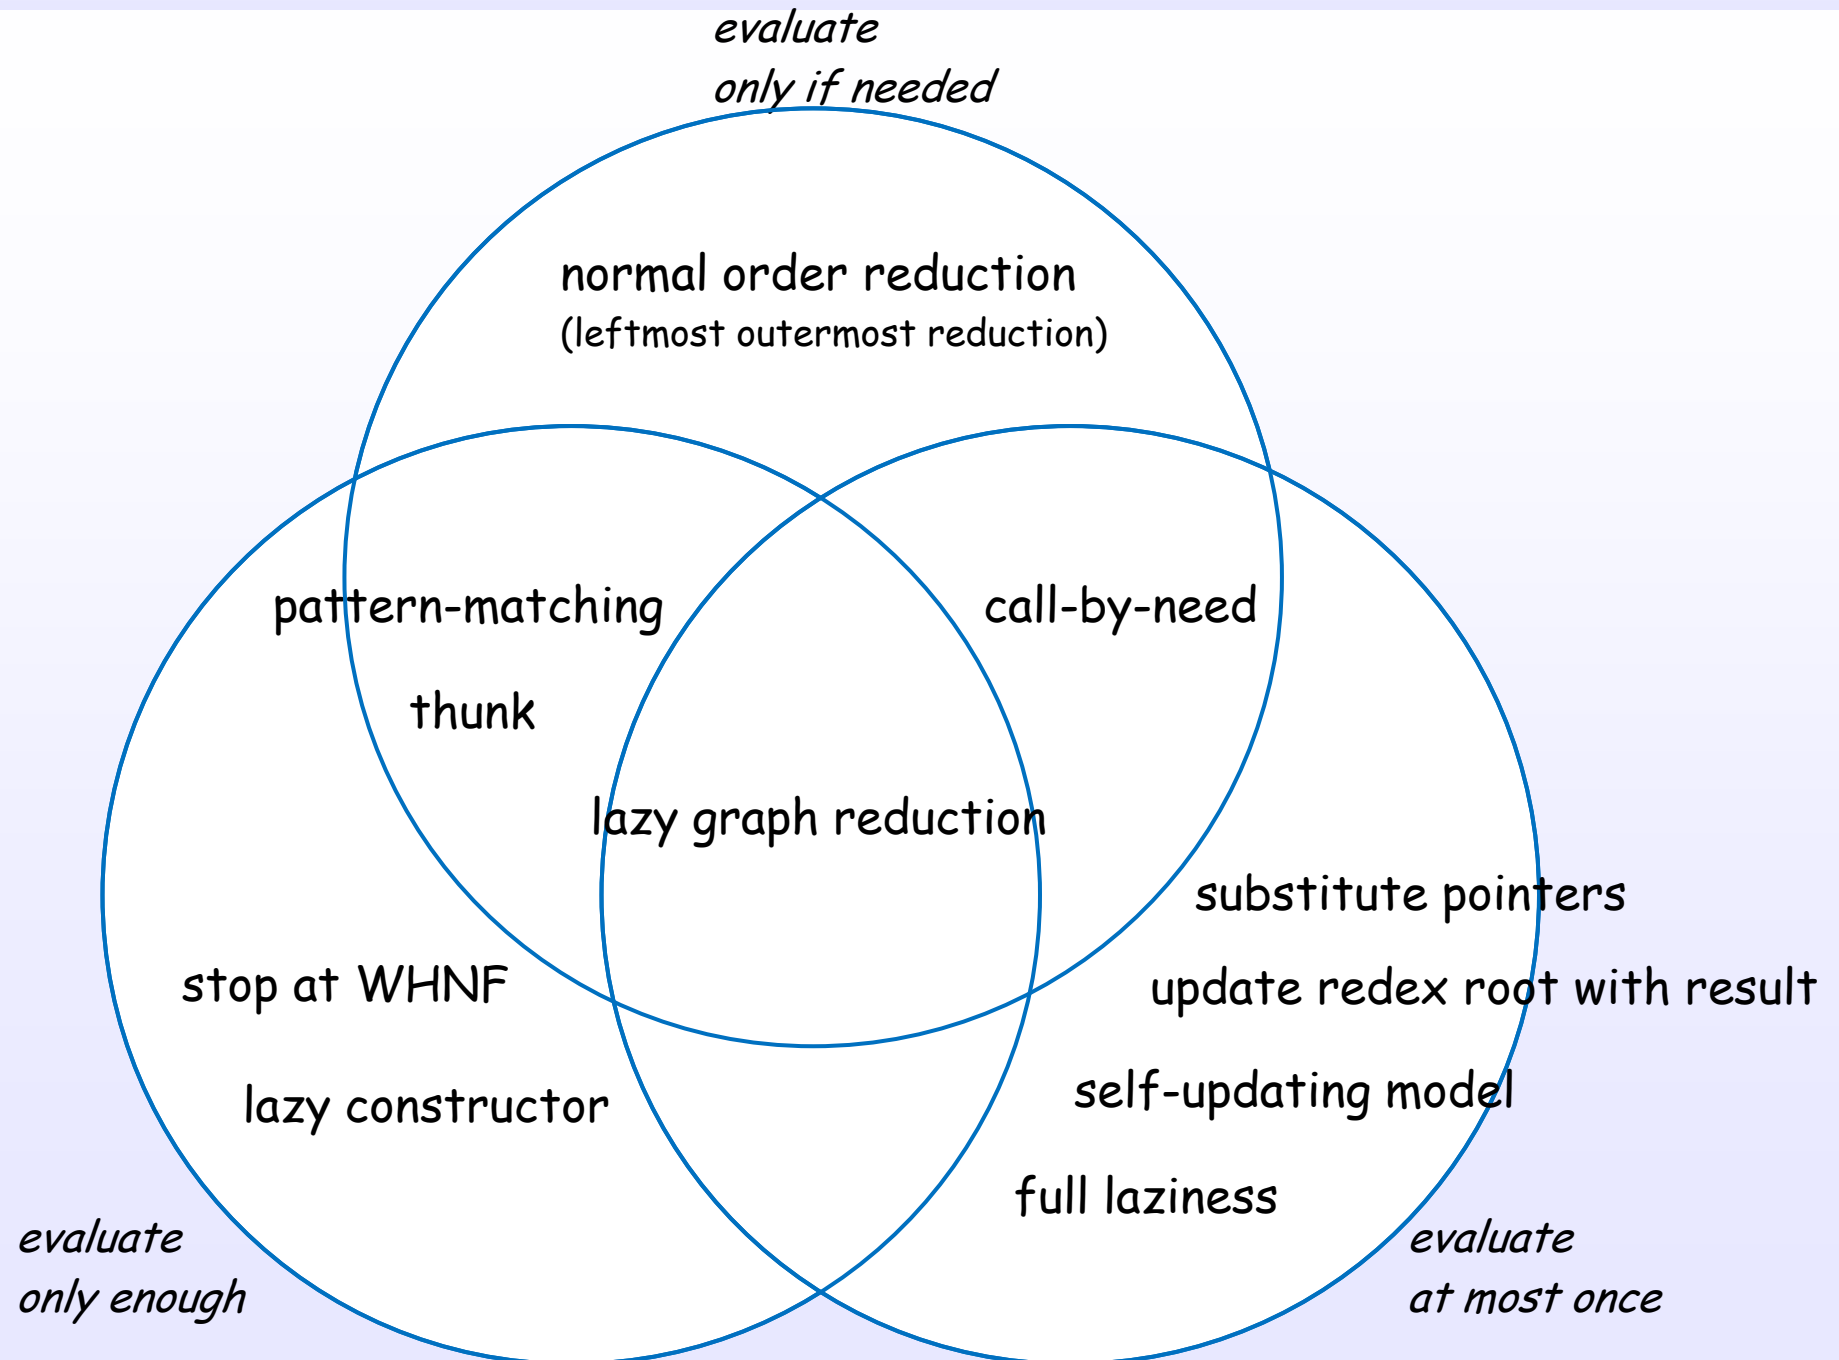 evaluate
only if needed
normal order reduction
(leftmost outermost reduction)
pattern-matching
call-by-need
thunk
lazy graph reduction
substitute pointers
stop at WHNF
update redex root with result
lazy constructor
self-updating model
full laziness
evaluate
only enough
evaluate
at most once